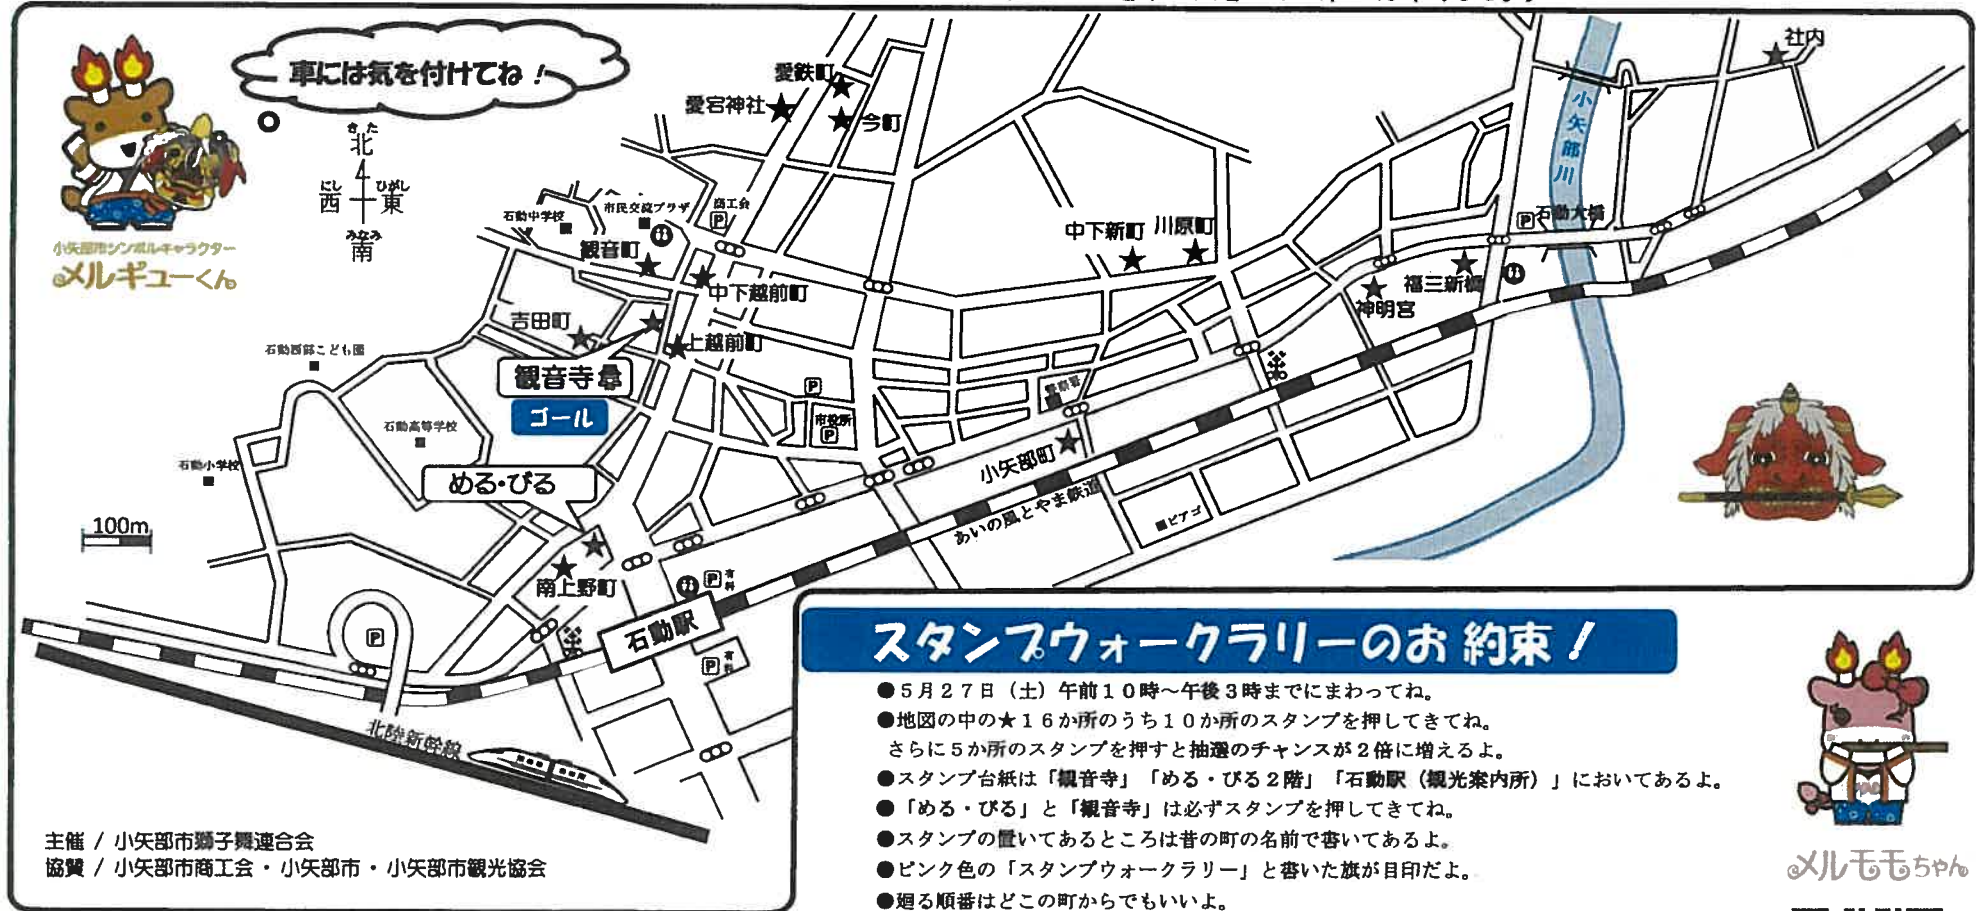 車には気を付けてね！
きた
北
にし
西
ひがし
東
みなみ
南
小矢部市シンボルキャラクター
メルギューくん
愛鉄町
愛宕神社
今町
社内
小矢部川
石動中学校
市民交流プラザ
商工会
P
観音町
中下越前町
中下新町
川原町
P
石動大橋
福三新橋
神明宮
吉田町
上越前町
石動西部こども園
観音寺
ゴール
P
市役所
P
警察署
石動高等学校
石動小学校
める・びる
小矢部町
あいの風とやま鉄道
ピアゴ
100m
南上野町
P
有料
石動駅
P
有料
P
北陸新幹線
主催 / 小矢部市獅子舞連合会
協賛 / 小矢部市商工会・小矢部市・小矢部市観光協会
スタンプウォークラリーのお約束！
●５月２７日（土）午前１０時～午後３時までにまわってね。
●地図の中の★１６か所のうち１０か所のスタンプを押してきてね。
さらに５か所のスタンプを押すと抽選のチャンスが２倍に増えるよ。
●スタンプ台紙は「観音寺」「める・びる２階」「石動駅（観光案内所）」においてあるよ。
●「める・びる」と「観音寺」は必ずスタンプを押してきてね。
●スタンプの置いてあるところは昔の町の名前で書いてあるよ。
●ピンク色の「スタンプウォークラリー」と書いた旗が目印だよ。
●廻る順番はどこの町からでもいいよ。
メルモモちゃん